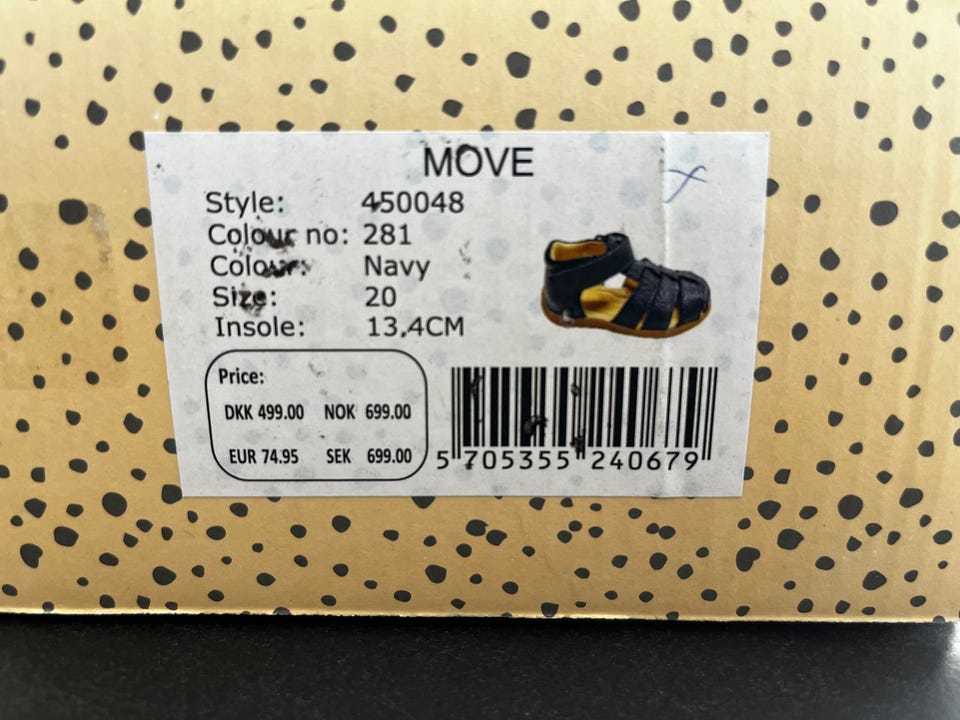 MOVE
Style: 450048
Colour no: 281
Colour: Navy
Size: 20
Insole: 13,4CM
Price:
DKK 499.00 NOK 699.00
EUR 74.95 SEK 699.00
5 705355 240679